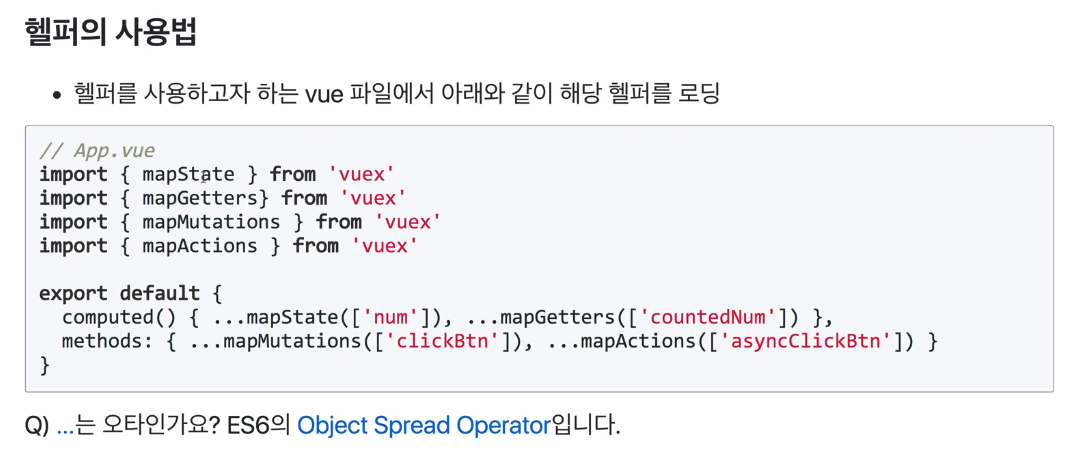 헬퍼의 사용법
• 헬퍼를 사용하고자 하는 vue 파일에서 아래와 같이 해당 헬퍼를 로딩
// App.vue
import { mapState } from 'vuex'
import { mapGetters} from 'vuex'
import { mapMutations } from 'vuex'
import { mapActions } from 'vuex'
export default {
  computed() { ...mapState(['num']), ...mapGetters(['countedNum']) },
  methods: { ...mapMutations(['clickBtn']), ...mapActions(['asyncClickBtn']) }
}
Q) ...는 오타인가요? ES6의 Object Spread Operator입니다.